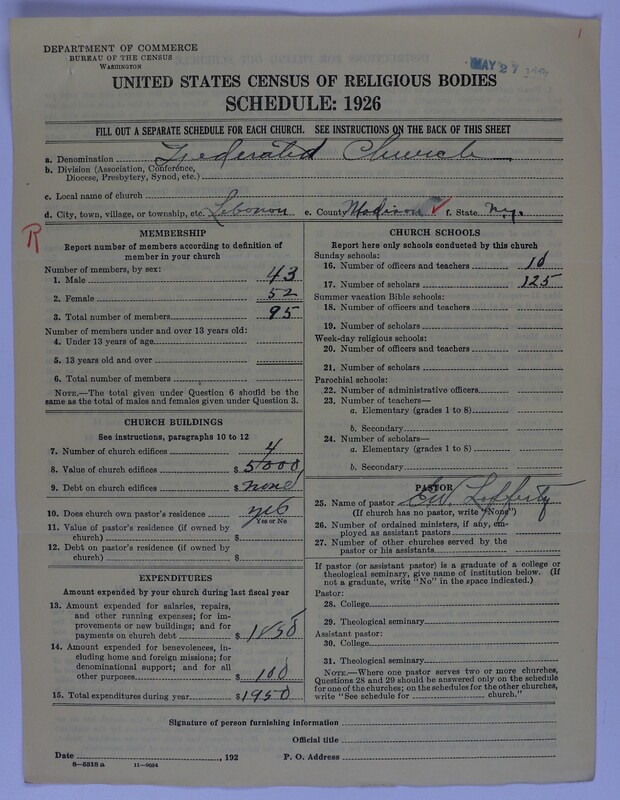 DEPARTMENT OF COMMERCE
BUREAU OF THE CENSUS
WASHINGTON
MAY 27
UNITED STATES CENSUS OF RELIGIOUS BODIES
SCHEDULE: 1926
FILL OUT A SEPARATE SCHEDULE FOR EACH CHURCH. SEE INSTRUCTIONS ON THE BACK OF THIS SHEET
a. Denomination Federated Church
b. Division (Association, Conference,
Diocese, Presbytery, Synod, etc.)
c. Local name of church
d. City, town, village, or township, etc. Lebonon e. County Madison f. State N.y.
R
MEMBERSHIP
Report number of members according to definition of
member in your church
Number of members, by sex:
1. Male 43
2. Female 52
3. Total number of members 95
Number of members under and over 13 years old:
4. Under 13 years of age
5. 13 years old and over
6. Total number of members
NOTE.—The total given under Question 6 should be
same as the total of males and females given under Question 3.
CHURCH BUILDINGS
See instructions, paragraphs 10 to 12
7. Number of church edifices 4
8. Value of church edifices $ 5000
9. Debt on church edifices $ none
10. Does church own pastor's residence yes
Yes or No
11. Value of pastor's residence (if owned by
church) $
12. Debt on pastor's residence (if owned by
church) $
EXPENDITURES
Amount expended by your church during last fiscal year
13. Amount expended for salaries, repairs,
and other running expenses; for im-
provements or new buildings; and for
payments on church debt $ 1850
14. Amount expended for benevolences, in-
cluding home and foreign missions; for
denominational support; and for all
other purposes $ 100
15. Total expenditures during year $ 1950
CHURCH SCHOOLS
Report here only schools conducted by this church
Sunday schools:
16. Number of officers and teachers 10
17. Number of scholars 125
Summer vacation Bible schools:
18. Number of officers and teachers
19. Number of scholars
Week-day religious schools:
20. Number of officers and teachers
21. Number of scholars
Parochial schools:
22. Number of administrative officers
23. Number of teachers—
a. Elementary (grades 1 to 8)
b. Secondary
24. Number of scholars—
a. Elementary (grades 1 to 8)
b. Secondary
PASTOR
25. Name of pastor E.W. Lofferty
(If church has no pastor, write "None")
26. Number of ordained ministers, if any, em-
ployed as assistant pastors
27. Number of other churches served by the
pastor or his assistants
If pastor (or assistant pastor) is a graduate of a college or
theological seminary, give name of institution below. (If
not a graduate, write "No" in the space indicated.)
Pastor:
28. College
29. Theological seminary
Assistant pastor:
30. College
31. Theological seminary
NOTE.—Where one pastor serves two or more churches,
Questions 28 and 29 should be answered only on the schedule
for one of the churches; on the schedules for the other churches,
write "See schedule for church."
Signature of person furnishing information
Official title
Date , 192 P. O. Address
8—5518 a 11—9034